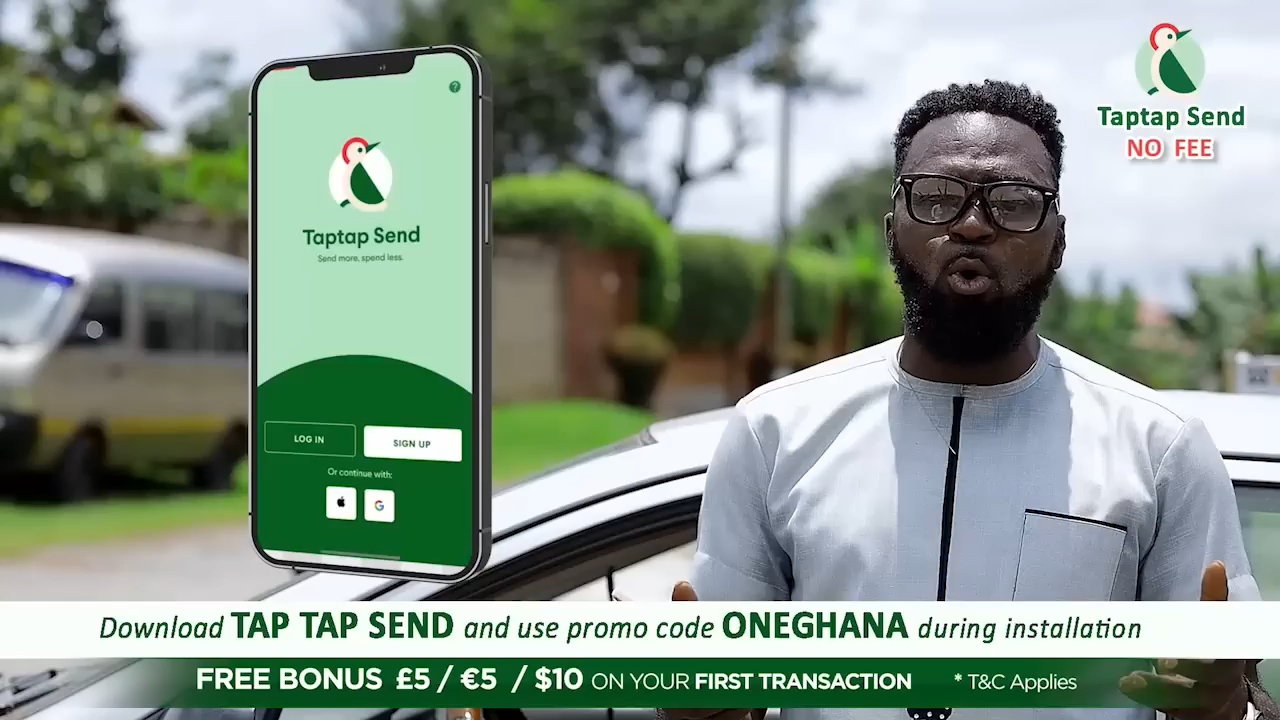 Taptap Send
NO FEE
?
Taptap Send
Send more, spend less.
LOG IN
SIGN UP
Or continue with:
G
Download TAP TAP SEND and use promo code ONEGHANA during installation
FREE BONUS £5 / €5 / $10 ON YOUR FIRST TRANSACTION * T&C Applies